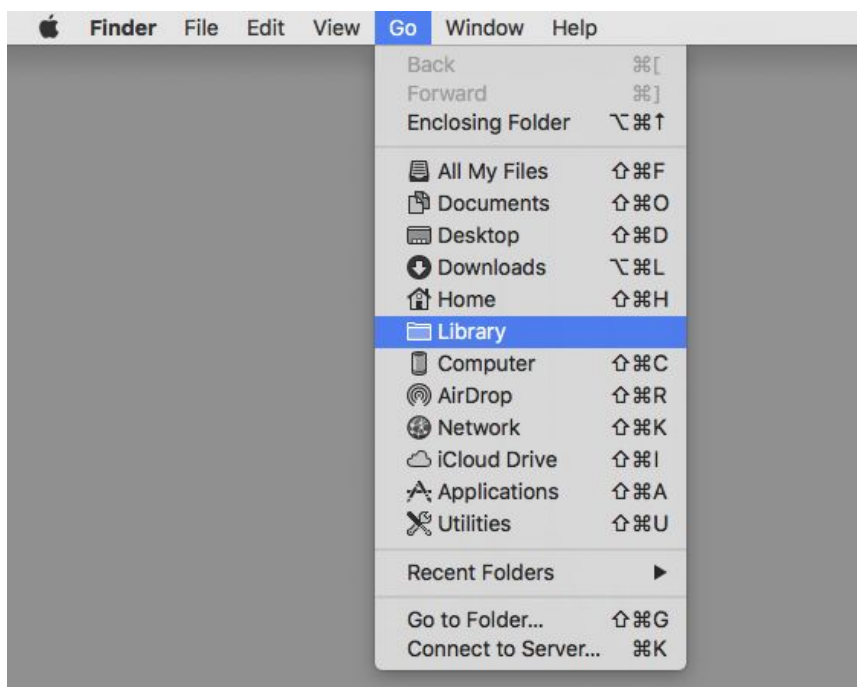 Finder File Edit View Go Window Help
Back ⌘[
Forward ⌘]
Enclosing Folder ⌥⌘↑
All My Files ⇧⌘F
Documents ⇧⌘O
Desktop ⇧⌘D
Downloads ⌥⌘L
Home ⇧⌘H
Library
Computer ⇧⌘C
AirDrop ⇧⌘R
Network ⇧⌘K
iCloud Drive ⇧⌘I
Applications ⇧⌘A
Utilities ⇧⌘U
Recent Folders ▶
Go to Folder... ⇧⌘G
Connect to Server... ⌘K